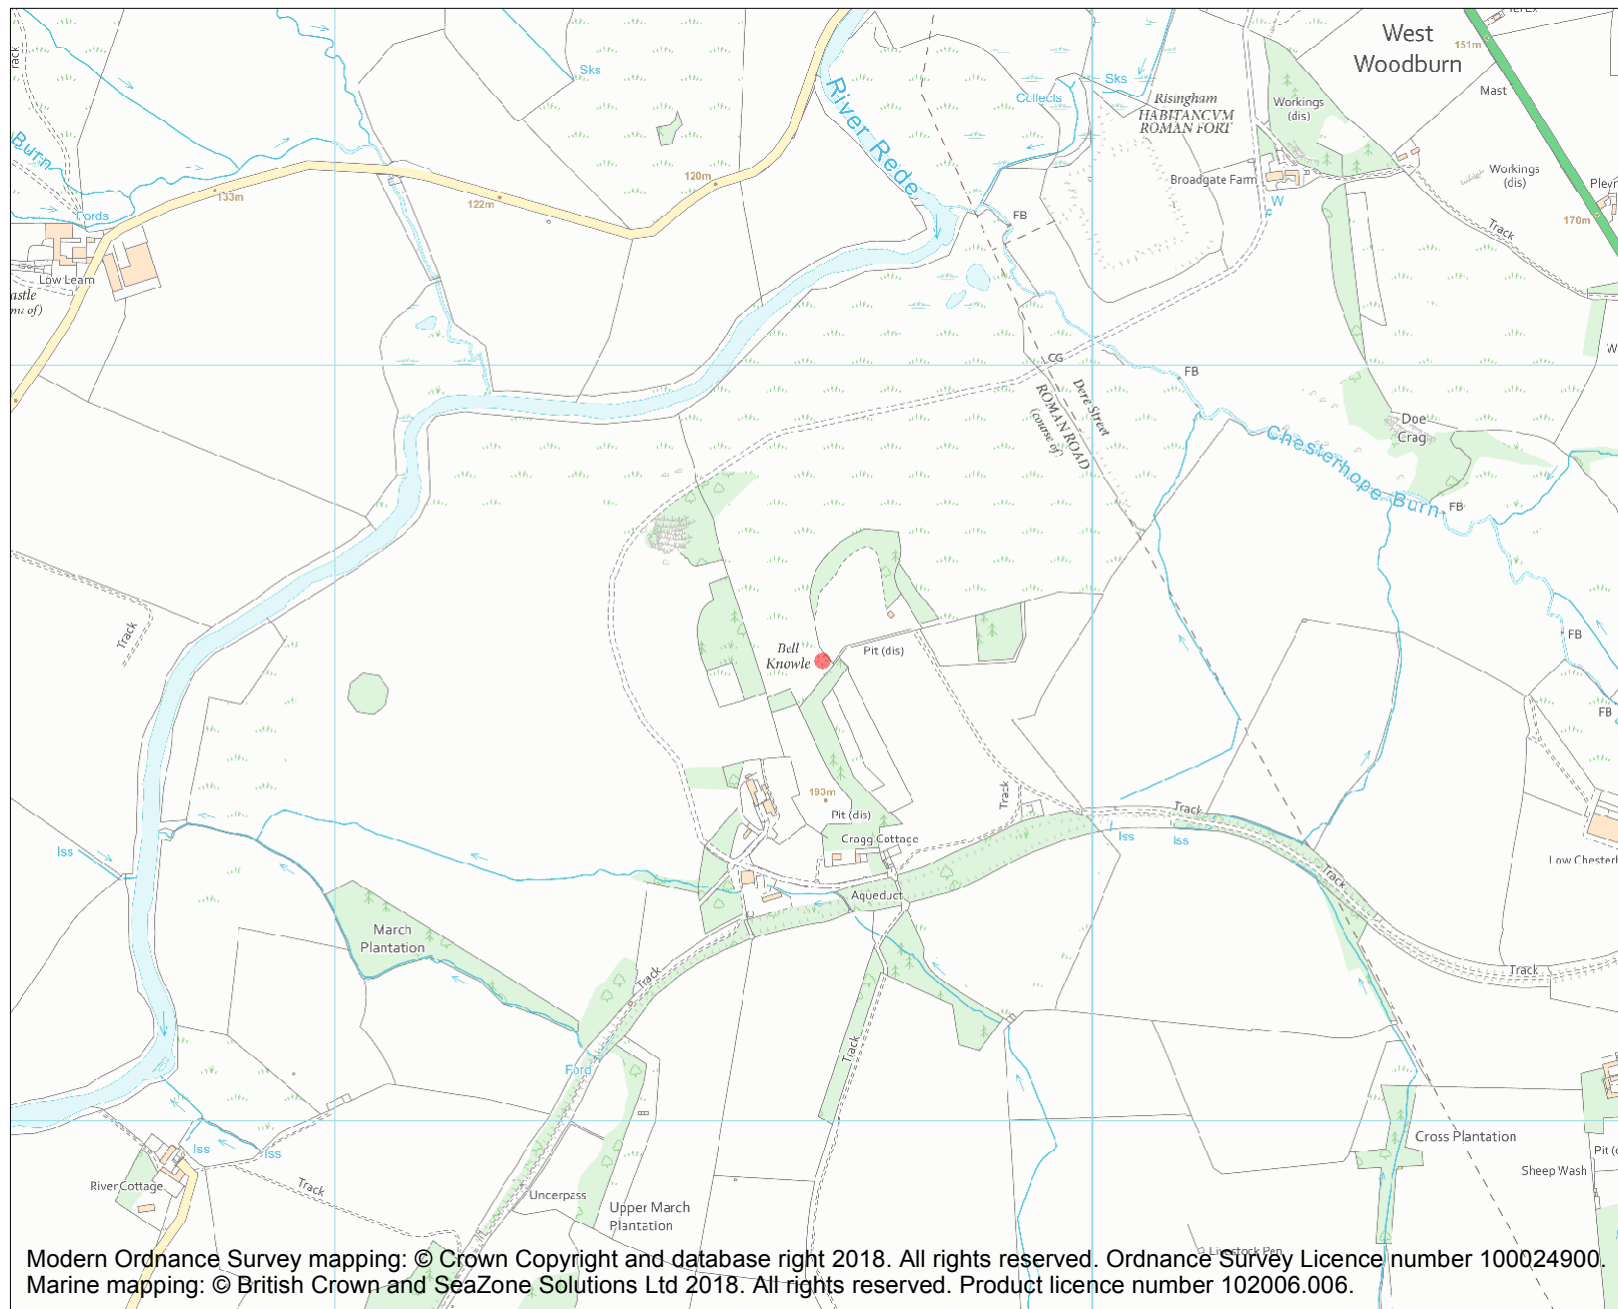 West
Woodburn
151m
Mast
Sks
Sks
Collects
Risingham
HABITANCVM
ROMAN FORT
Workings
(dis)
River Rede
Burn
Workings
(dis)
120m
Broadgate Farm
133m
122m
W
170m
Fords
FB
Track
Low Leam
CG
FB
Dere Street
ROMAN ROAD
(course of)
Doe
Crag
Chesterhope Burn
FB
Track
FB
Bell
Knowle
Pit (dis)
FB
193m
Pit (dis)
Track
Track
Cragg Cottage
Iss
Iss
Iss
Track
Aqueduct
March
Plantation
Track
Track
Track
Ford
Cross Plantation
Iss
Iss
Sheep Wash
River Cottage
Track
Underpass
Upper March
Plantation
Livestock Pen
Modern Ordnance Survey mapping: © Crown Copyright and database right 2018. All rights reserved. Ordnance Survey Licence number 100024900.
Marine mapping: © British Crown and SeaZone Solutions Ltd 2018. All rights reserved. Product licence number 102006.006.